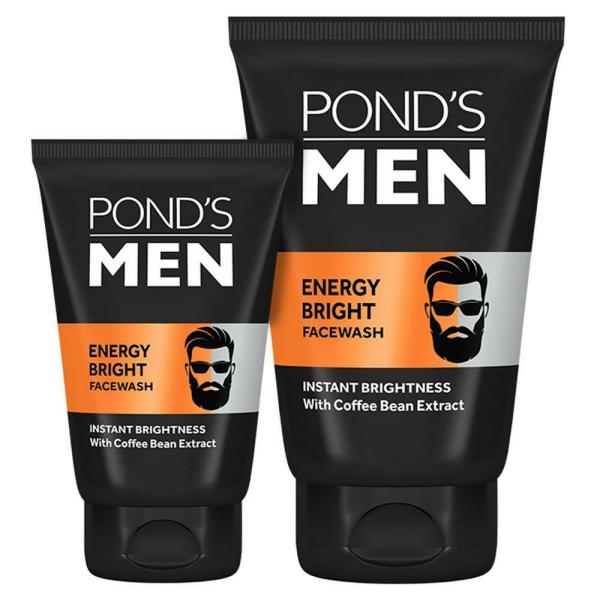 POND'S
MEN
ENERGY
BRIGHT
FACEWASH
INSTANT BRIGHTNESS
With Coffee Bean Extract
POND'S
MEN
ENERGY
BRIGHT
FACEWASH
INSTANT BRIGHTNESS
With Coffee Bean Extract